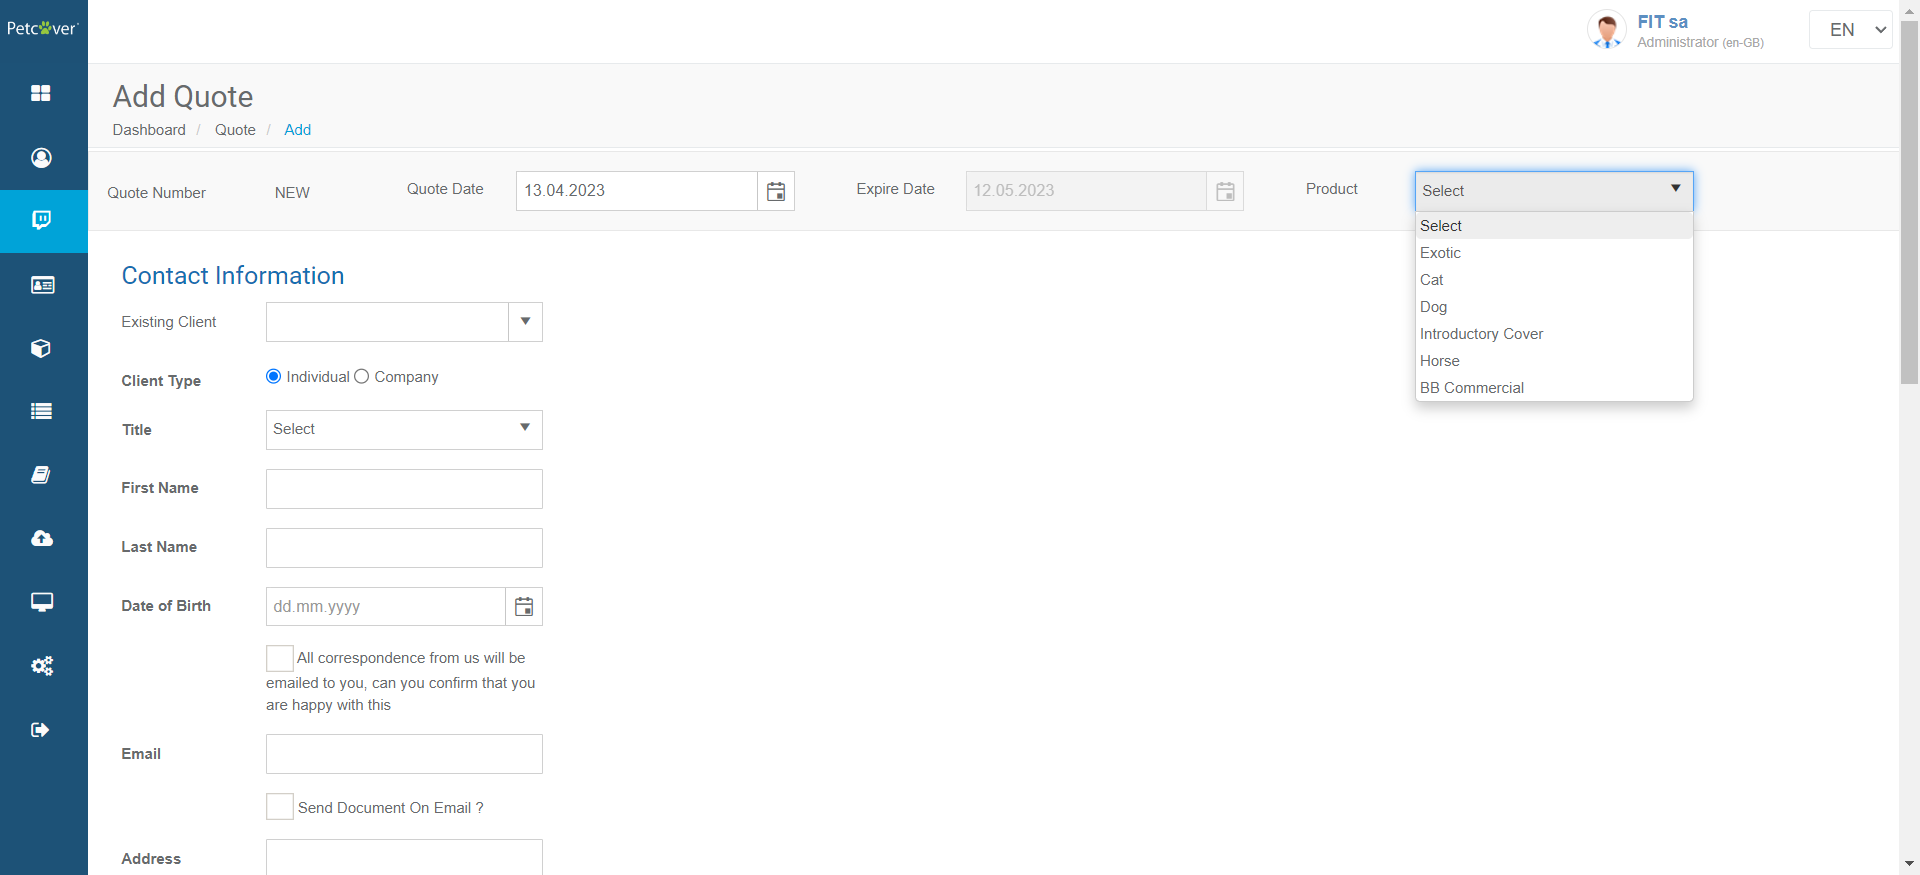 Petcover
FIT sa
Administrator (en-GB)
EN
Add Quote
Dashboard / Quote / Add
Quote Number NEW Quote Date 13.04.2023 Expire Date 12.05.2023 Product Select
Select
Exotic
Cat
Dog
Introductory Cover
Horse
BB Commercial
Contact Information
Existing Client
Client Type Individual Company
Title Select
First Name
Last Name
Date of Birth dd.mm.yyyy
All correspondence from us will be
emailed to you, can you confirm that you
are happy with this
Email
Send Document On Email ?
Address